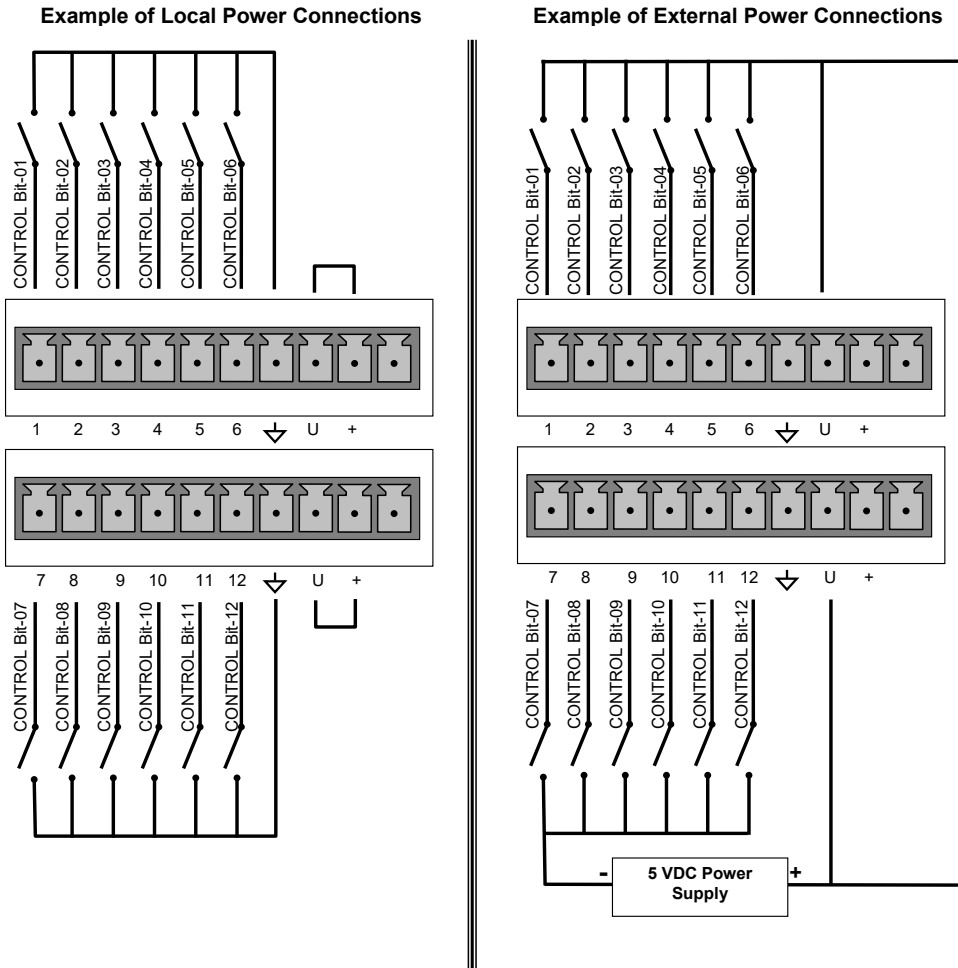 Example of Local Power Connections
CONTROL Bit-01
CONTROL Bit-02
CONTROL Bit-03
CONTROL Bit-04
CONTROL Bit-05
CONTROL Bit-06
1 2 3 4 5 6 U +
7 8 9 10 11 12 U +
CONTROL Bit-07
CONTROL Bit-08
CONTROL Bit-09
CONTROL Bit-10
CONTROL Bit-11
CONTROL Bit-12
Example of External Power Connections
CONTROL Bit-01
CONTROL Bit-02
CONTROL Bit-03
CONTROL Bit-04
CONTROL Bit-05
CONTROL Bit-06
1 2 3 4 5 6 U +
7 8 9 10 11 12 U +
CONTROL Bit-07
CONTROL Bit-08
CONTROL Bit-09
CONTROL Bit-10
CONTROL Bit-11
CONTROL Bit-12
- 5 VDC Power +
Supply